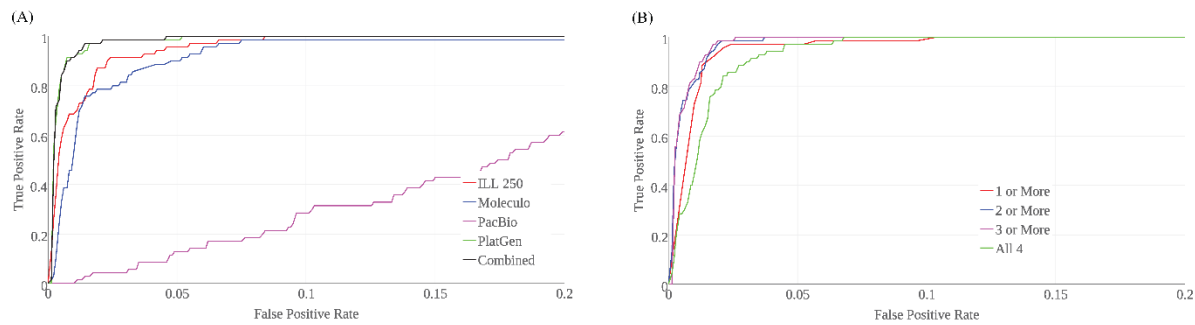 (A)
True Positive Rate
1
0.8
0.6
0.4
0.2
0
0
0.05
0.1
0.15
0.2
False Positive Rate
ILL 250
Moleculo
PacBio
PlatGen
Combined
(B)
True Positive Rate
1
0.8
0.6
0.4
0.2
0
0
0.05
0.1
0.15
0.2
False Positive Rate
1 or More
2 or More
3 or More
All 4